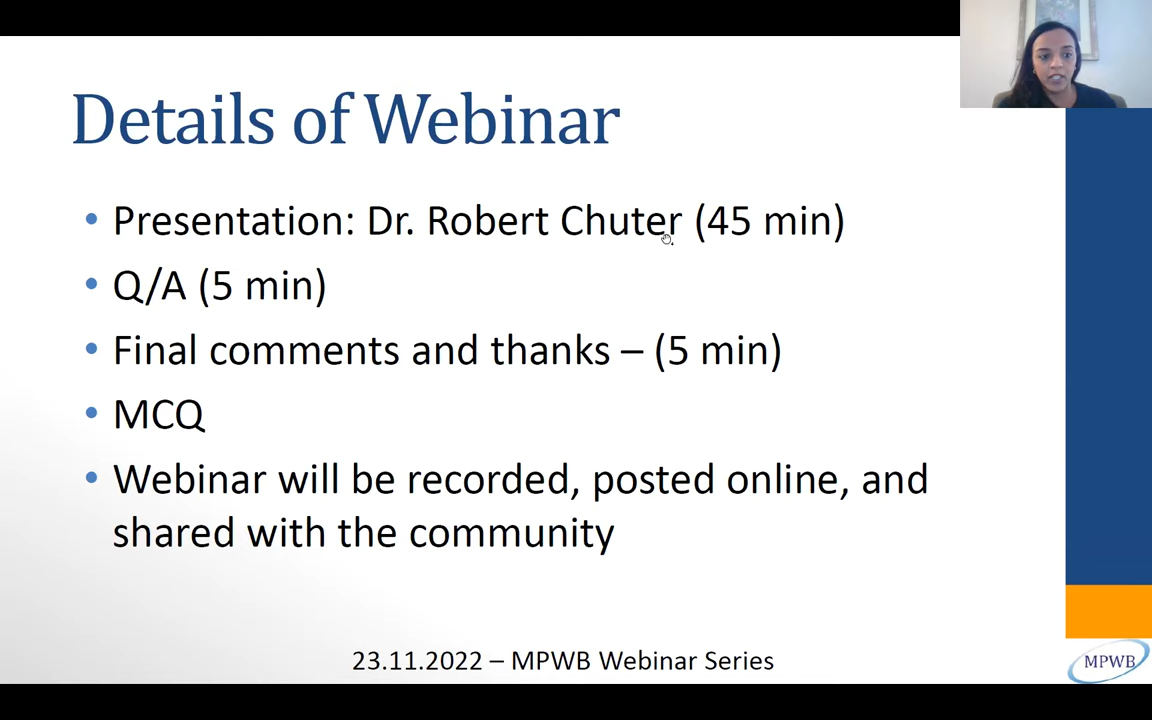 Details of Webinar
• Presentation: Dr. Robert Chuter (45 min)
• Q/A (5 min)
• Final comments and thanks – (5 min)
• MCQ
• Webinar will be recorded, posted online, and
shared with the community
23.11.2022 – MPWB Webinar Series
MPWB